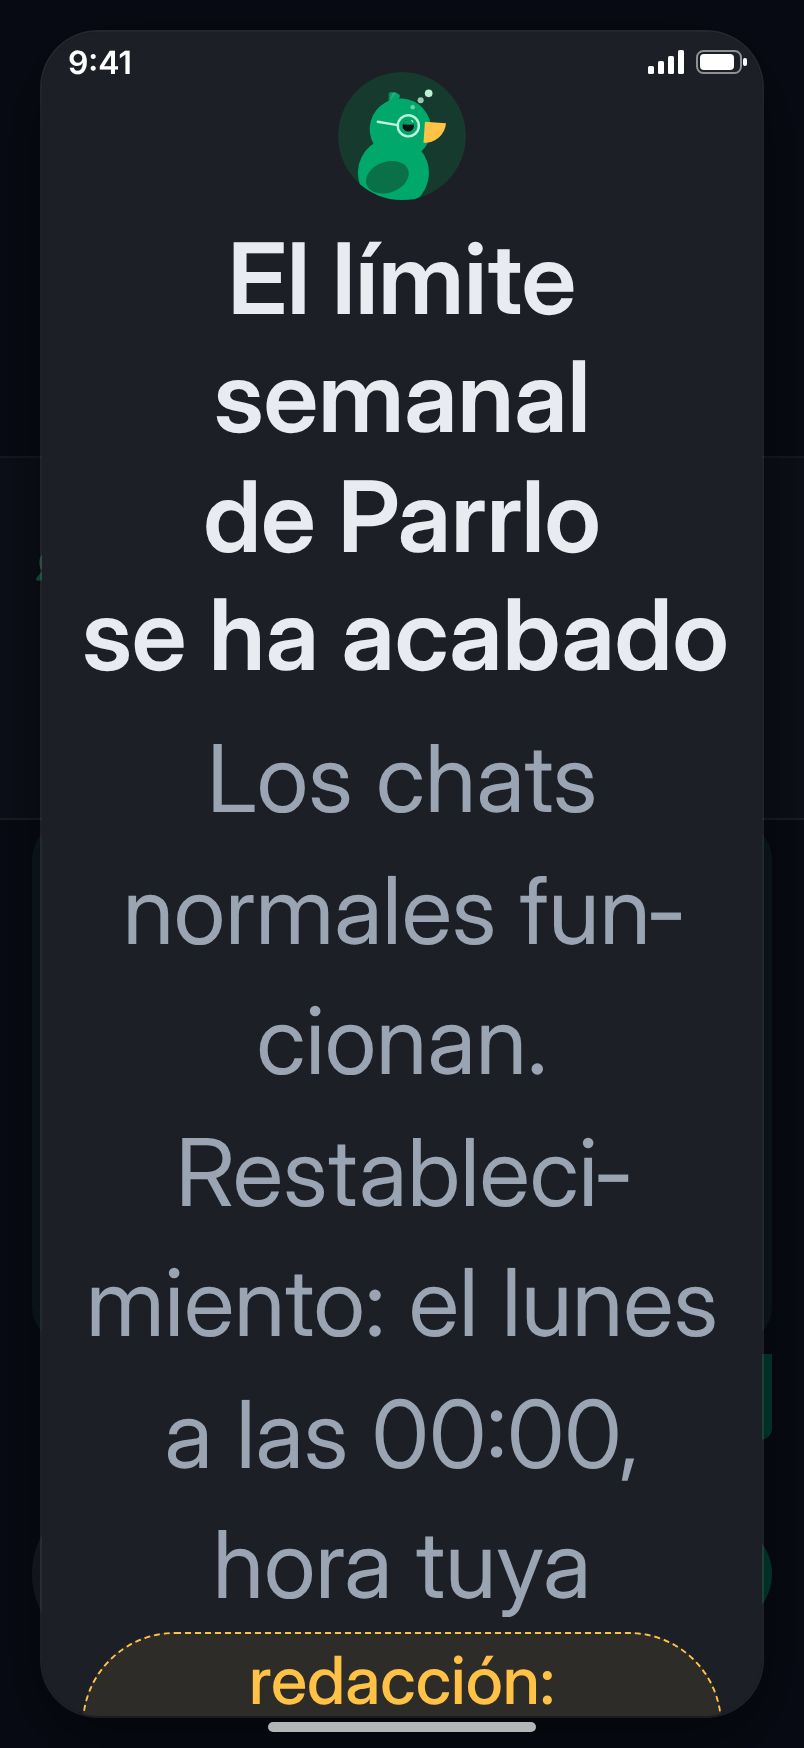 9:41
El límite
semanal
de Parrlo
se ha acabado
Los chats
normales fun-
cionan.
Restableci-
miento: el lunes
a las 00:00,
hora tuya
redacción: